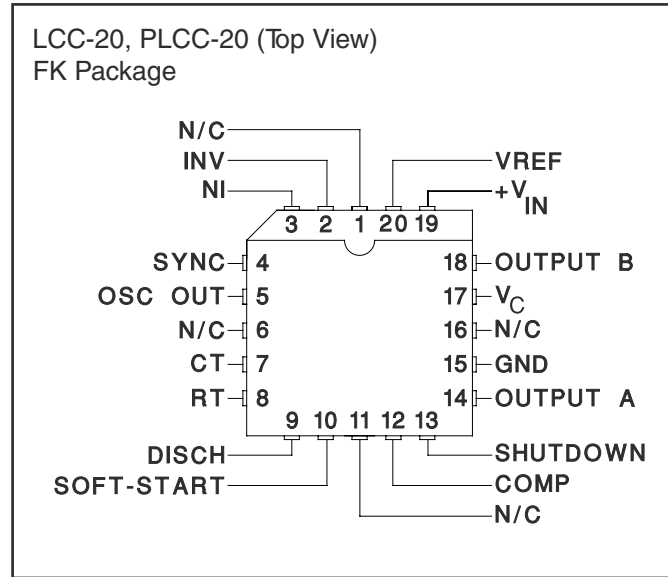 LCC-20, PLCC-20 (Top View)
FK Package
N/C
INV
NI
VREF
+VIN
3 2 1 20 19
SYNC 4
OSC OUT 5
N/C 6
CT 7
RT 8
18 OUTPUT B
17 VC
16 N/C
15 GND
14 OUTPUT A
9 10 11 12 13
DISCH
SOFT-START
SHUTDOWN
COMP
N/C